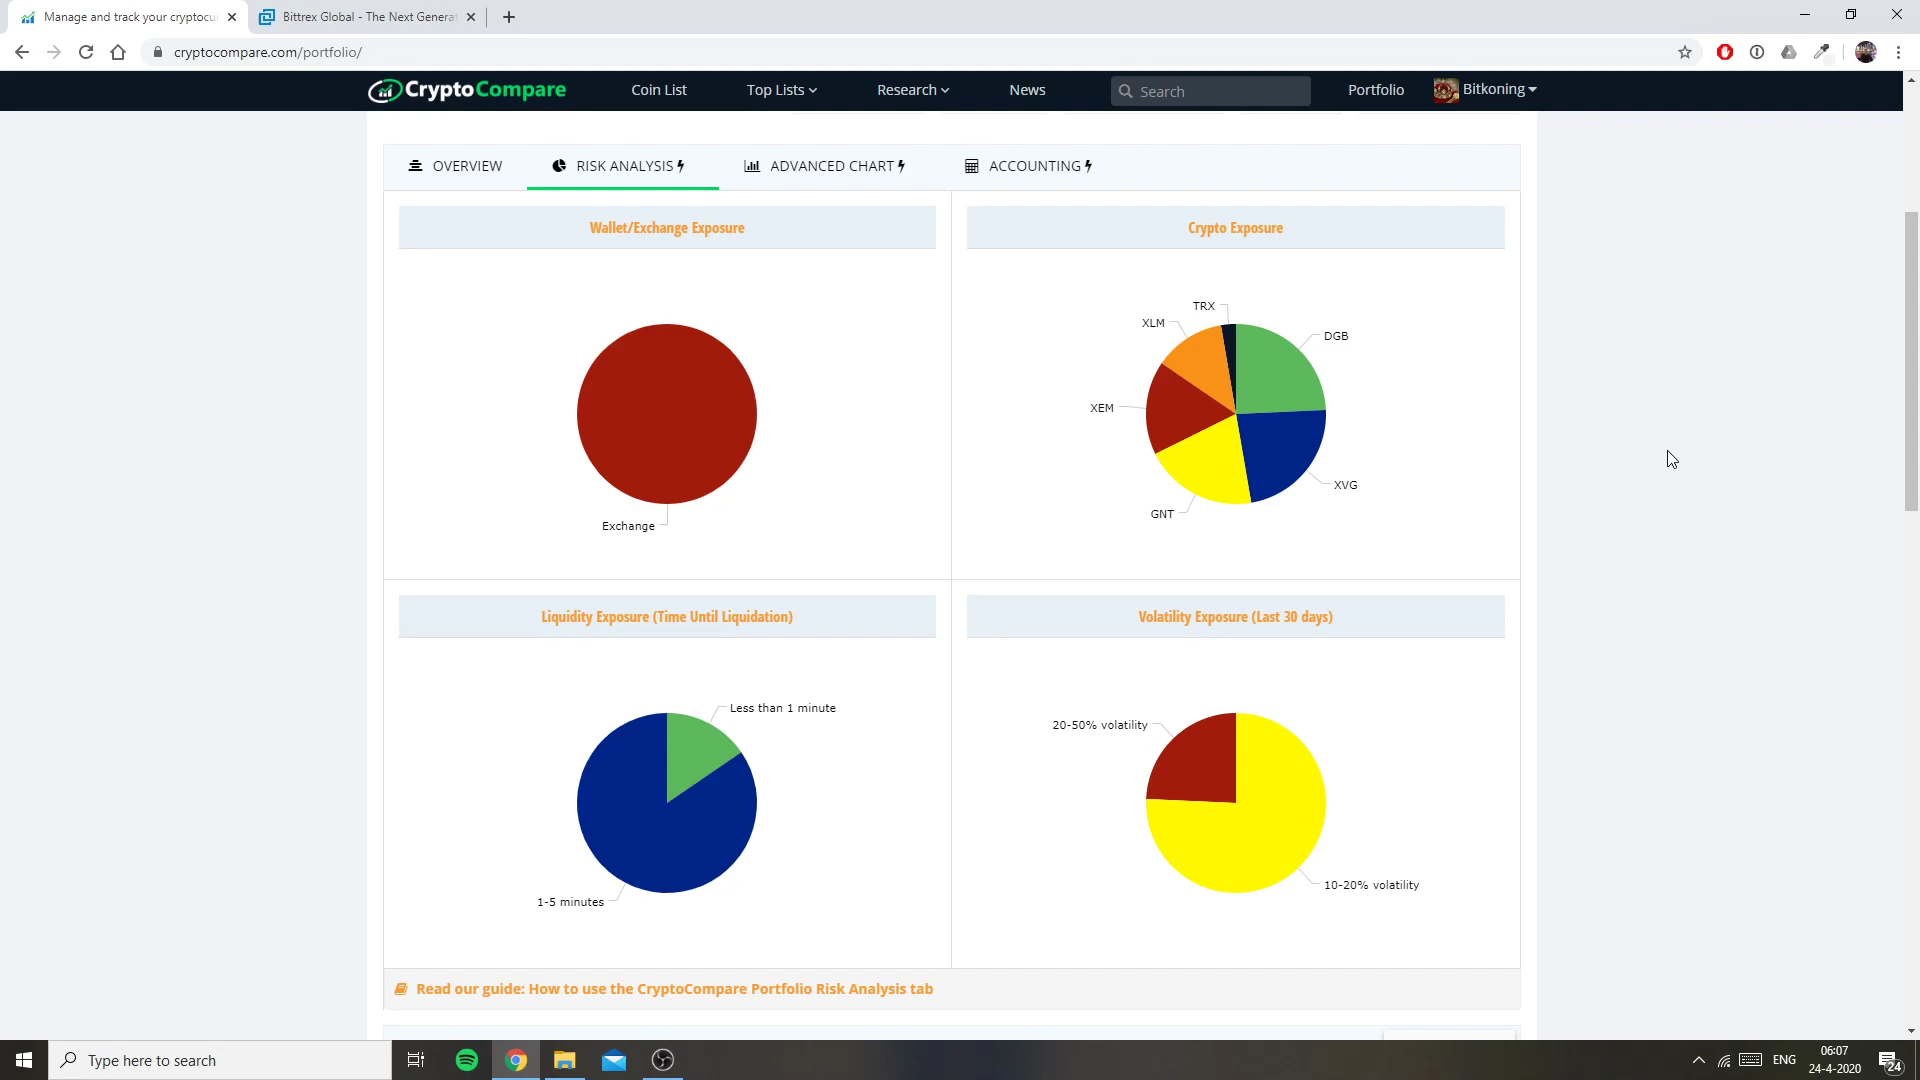 Manage and track your cryptocu
Bittrex Global - The Next Generat
cryptocompare.com/portfolio/
CryptoCompare
Coin List
Top Lists
Research
News
Search
Portfolio
Bitkoning
OVERVIEW
RISK ANALYSIS
ADVANCED CHART
ACCOUNTING
Wallet/Exchange Exposure
Crypto Exposure
Exchange
TRX
XLM
DGB
XEM
XVG
GNT
Liquidity Exposure (Time Until Liquidation)
Volatility Exposure (Last 30 days)
Less than 1 minute
1-5 minutes
20-50% volatility
10-20% volatility
Read our guide: How to use the CryptoCompare Portfolio Risk Analysis tab
Type here to search
ENG
06:07
24-4-2020
24